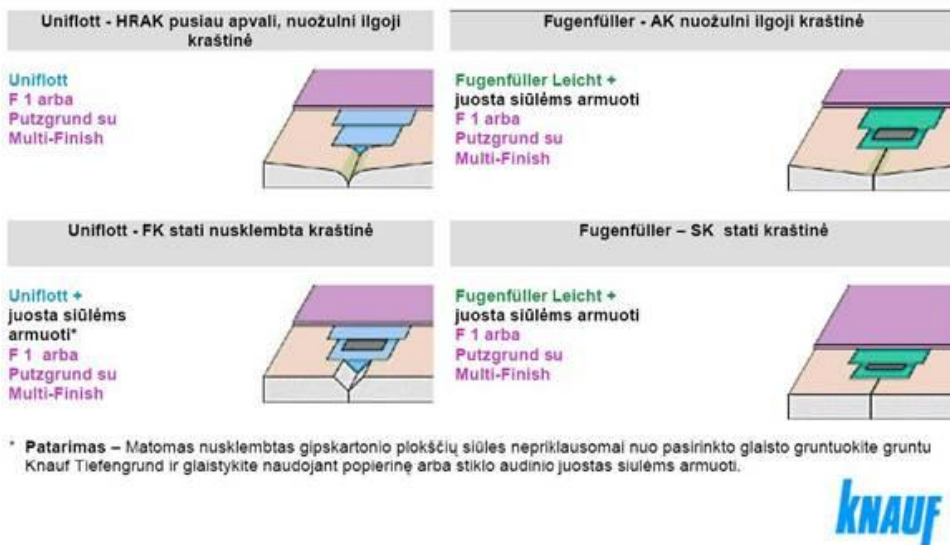 Uniflott - HRAK pusiau apvali, nuožulni ilgoji
kraštinė
Uniflott
F 1 arba
Putzgrund su
Multi-Finish
Fugenfüller - AK nuožulni ilgoji kraštinė
Fugenfüller Leicht +
juosta siūlėms armuoti
F 1 arba
Putzgrund su
Multi-Finish
Uniflott - FK stati nusklembta kraštinė
Uniflott +
juosta siūlėms
armuoti*
F 1 arba
Putzgrund su
Multi-Finish
Fugenfüller – SK stati kraštinė
Fugenfüller Leicht +
juosta siūlėms armuoti
F 1 arba
Putzgrund su
Multi-Finish
* Patarimas – Matomas nusklembtas gipskartonio plokščių siūles nepriklausomai nuo pasirinkto glaisto gruntuokite gruntu
Knauf Tiefengrund ir glaistykite naudojant popierinę arba stiklo audinio juostas siulėms armuoti.
KNAUF